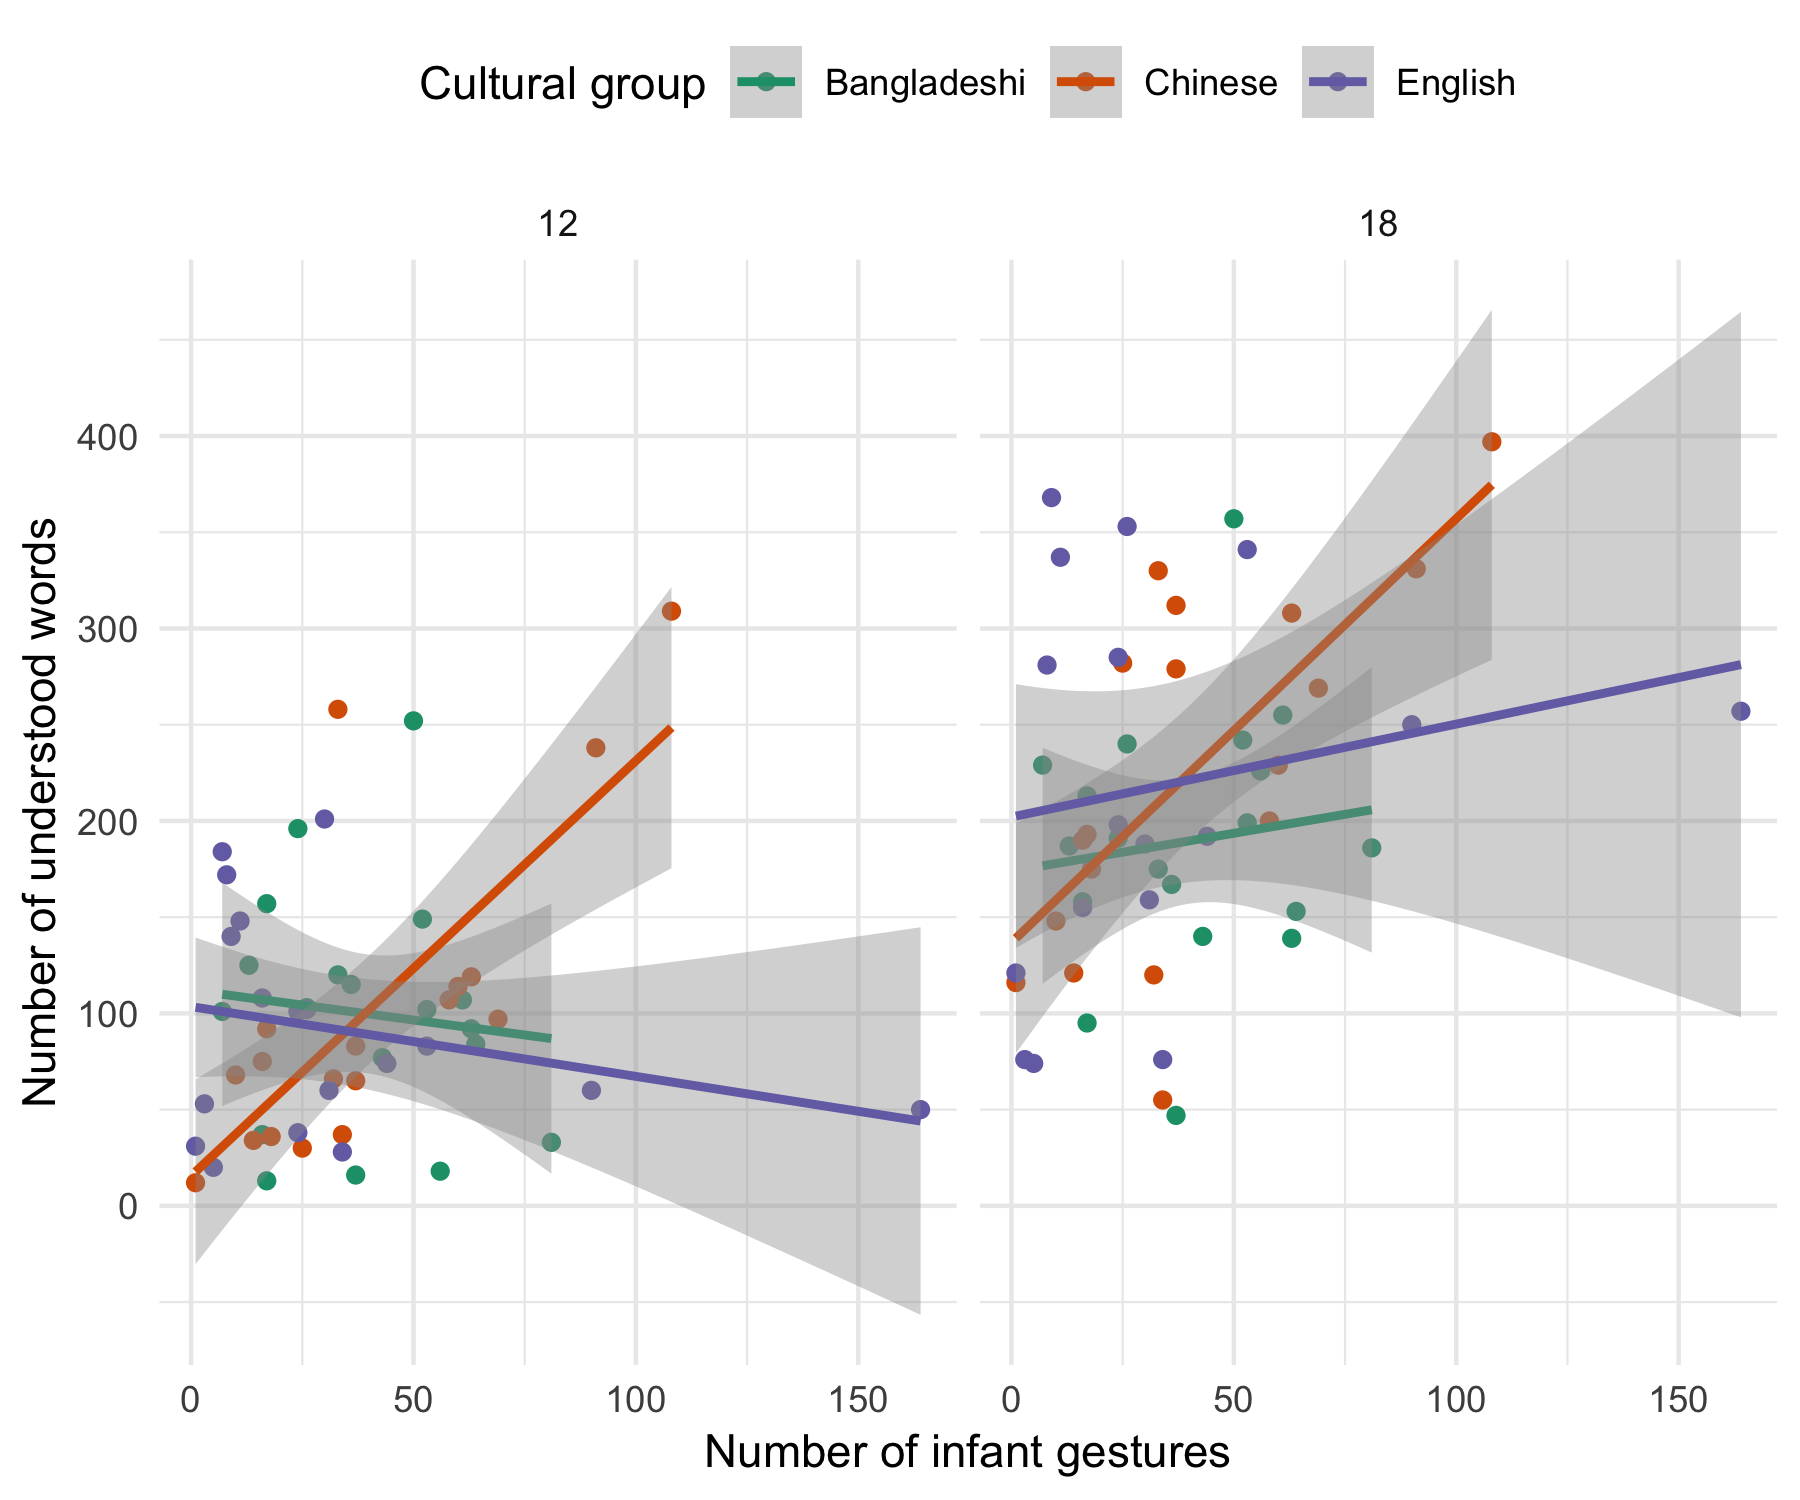 Cultural group Bangladeshi Chinese English
12 18
Number of understood words
400
300
200
100
0
0 50 100 150 0 50 100 150
Number of infant gestures